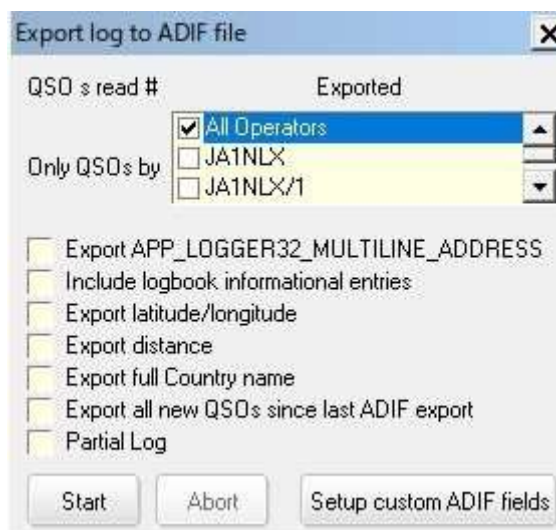 Export log to ADIF file
QSO s read # Exported
All Operators
Only QSOs by JA1NLX
JA1NLX/1
Export APP_LOGGER32_MULTILINE_ADDRESS
Include logbook informational entries
Export latitude/longitude
Export distance
Export full Country name
Export all new QSOs since last ADIF export
Partial Log
Start Abort Setup custom ADIF fields